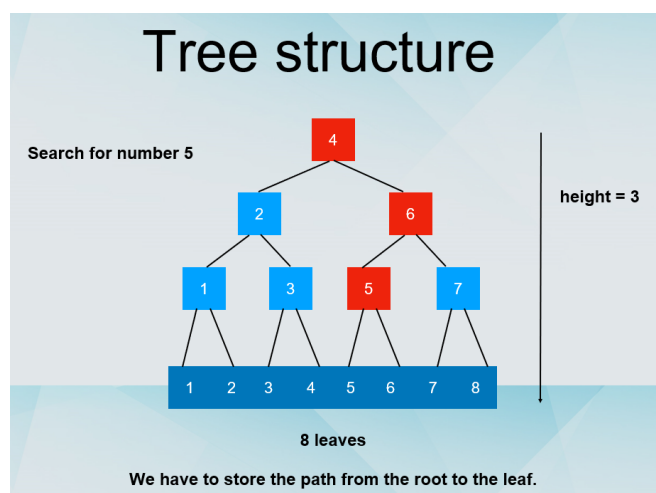 Tree structure
4
Search for number 5
height = 3
2 6
1 3 5 7
1 2 3 4 5 6 7 8
8 leaves
We have to store the path from the root to the leaf.